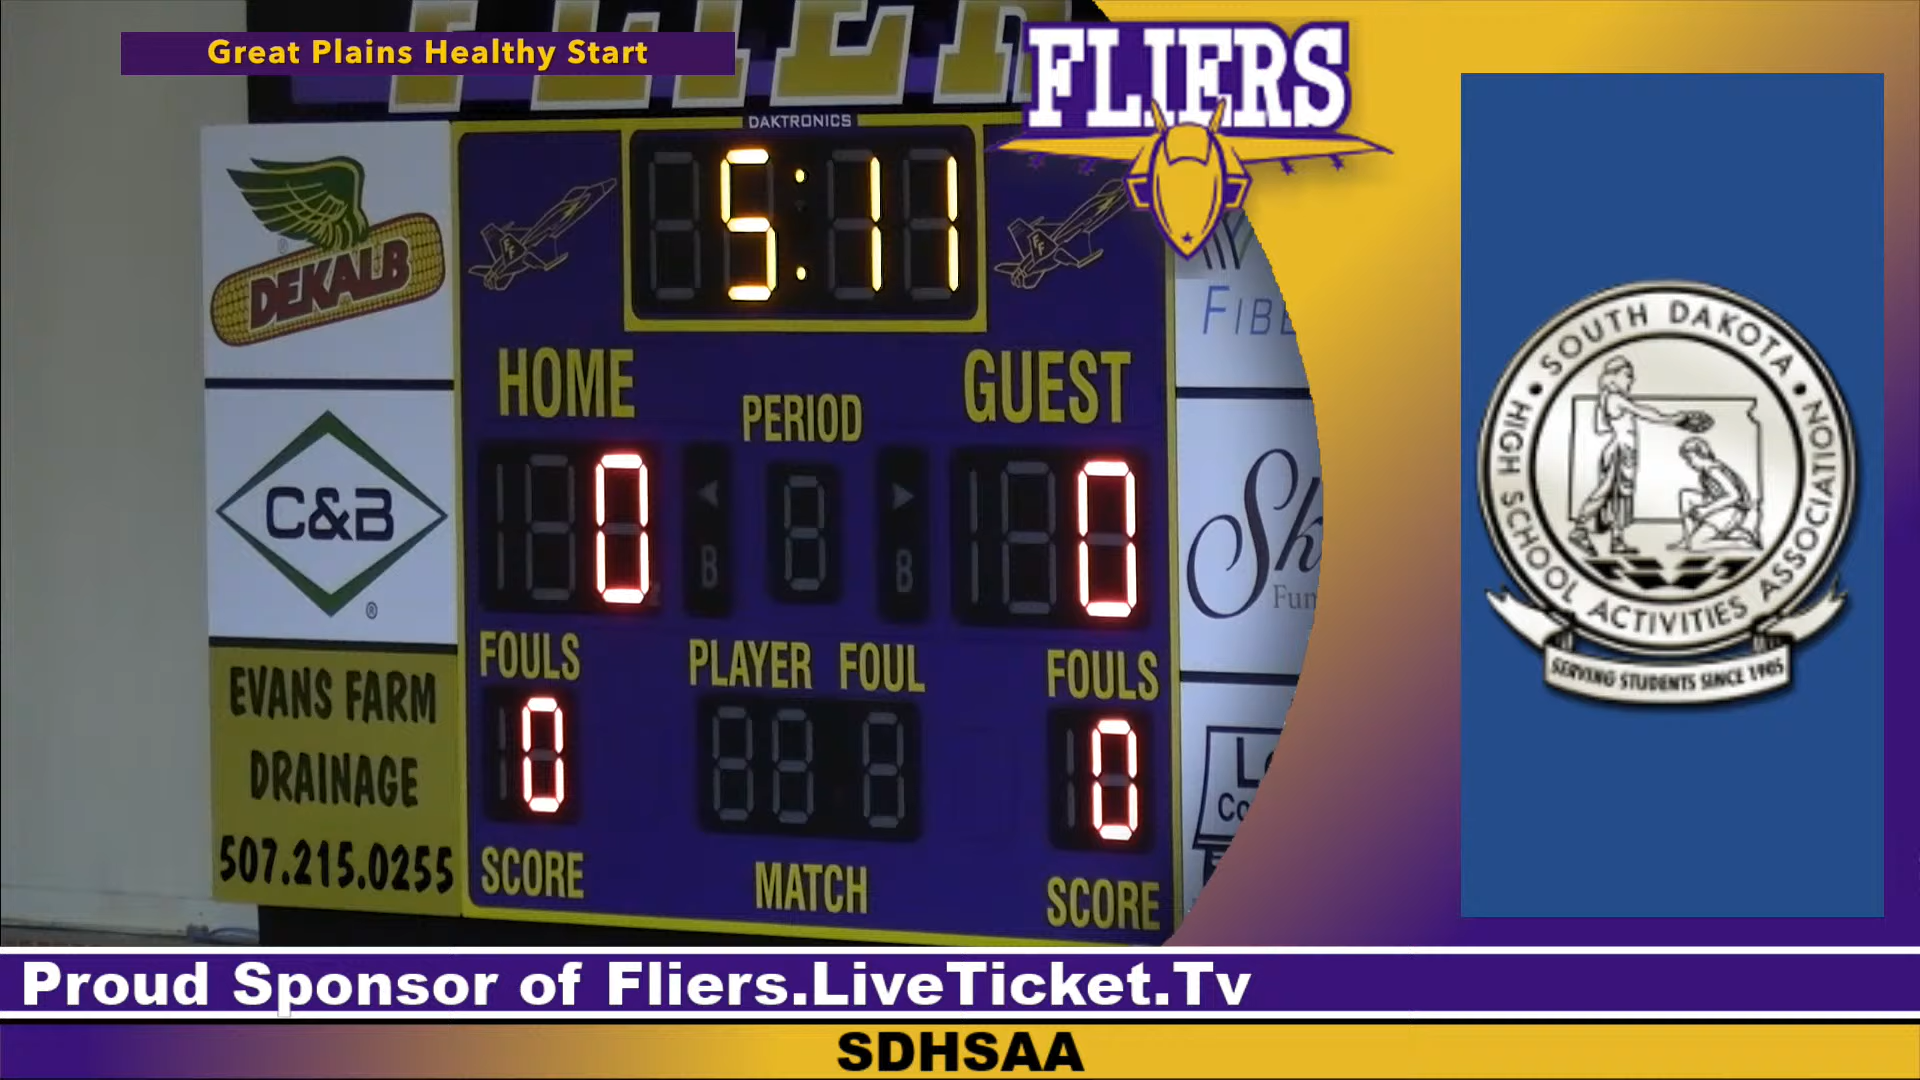 Great Plains Healthy Start
FLIERS
DAKTRONICS
5:11
DEKALB
HOME
PERIOD
GUEST
0
0
B
B
C&B
®
FOULS
PLAYER FOUL
FOULS
0
0
SCORE
MATCH
SCORE
EVANS FARM
DRAINAGE
507.215.0255
SOUTH DAKOTA
HIGH SCHOOL ACTIVITIES ASSOCIATION
SERVING STUDENTS SINCE 1905
Proud Sponsor of Fliers.LiveTicket.Tv
SDHSAA